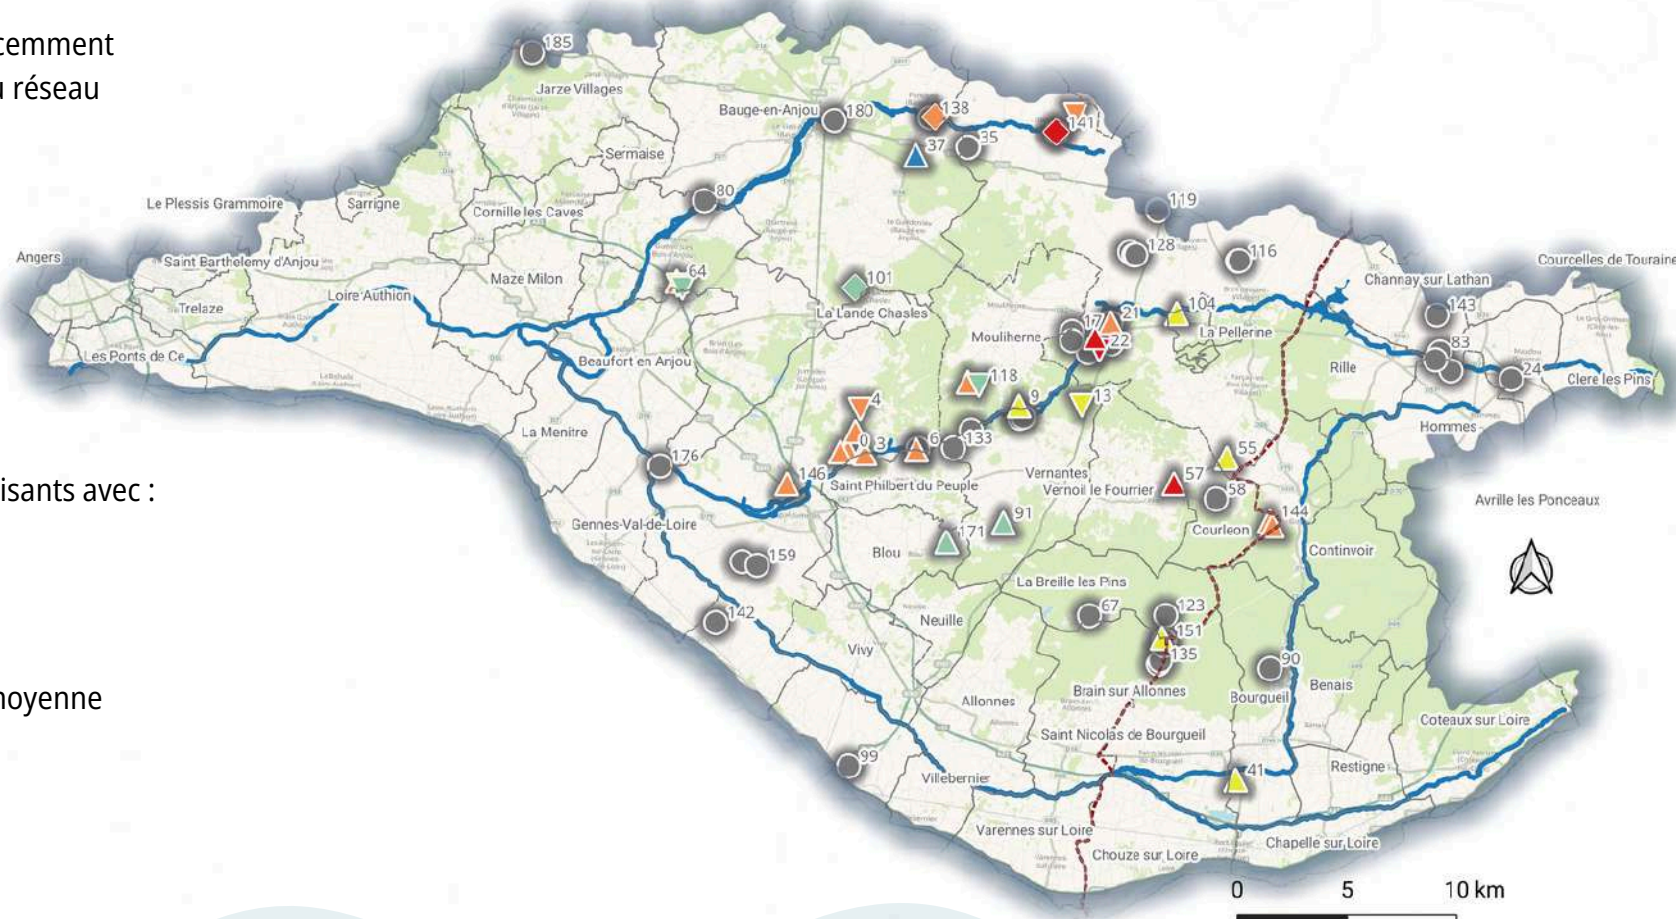 cemment
u réseau
isants avec :
noyenne
185
Jarze Villages
Bauge-en-Anjou
180
138
141
37
35
Sermaise
80
119
Le Plessis Grammoire
Sarrigne
Cornille les Caves
128
116
Angers
Saint Barthelemy d'Anjou
64
101
Courcelles de Touraine
Maze Milon
Channay sur Lathan
Trelaze
Loire Authion
La Lande Chasles
104
143
17
21
22
La Pellerine
Mouliherne
83
Les Ponts de Ce
Beaufort en Anjou
Rille
24
Clere les Pins
118
9
13
4
Hommes
La Menitre
0
3
6
133
55
176
146
Saint Philbert du Peuple
Vernantes
Vernoil le Fourrier
57
58
Avrille les Ponceaux
Gennes-Val-de-Loire
91
171
144
Courleon
Blou
Continvoir
159
La Breille les Pins
142
Neuille
67
123
151
135
Vivy
90
Brain sur Allonnes
Bourgueil
Benais
Allonnes
Coteaux sur Loire
Saint Nicolas de Bourgueil
99
Villebernier
41
Restigne
Varennes sur Loire
Chouze sur Loire
Chapelle sur Loire
0 5 10 km